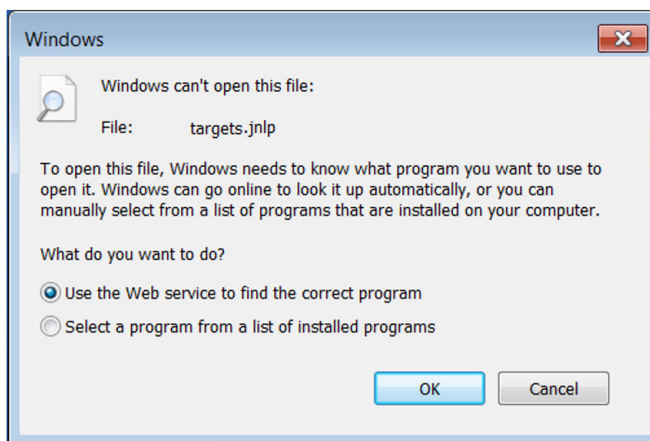 Windows
Windows can't open this file:
File: targets.jnlp
To open this file, Windows needs to know what program you want to use to
open it. Windows can go online to look it up automatically, or you can
manually select from a list of programs that are installed on your computer.
What do you want to do?
Use the Web service to find the correct program
Select a program from a list of installed programs
OK Cancel